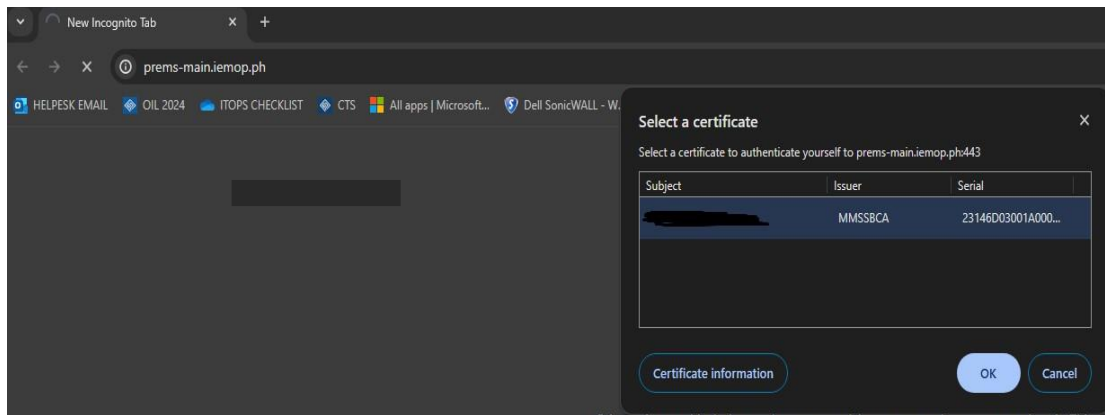 New Incognito Tab
prems-main.iemop.ph
HELPESK EMAIL OIL 2024 ITOPS CHECKLIST CTS All apps | Microsoft... Dell SonicWALL - W.
Select a certificate
Select a certificate to authenticate yourself to prems-main.iemop.ph:443
Subject Issuer Serial
MMSSBCA 23146D03001A000...
Certificate information OK Cancel